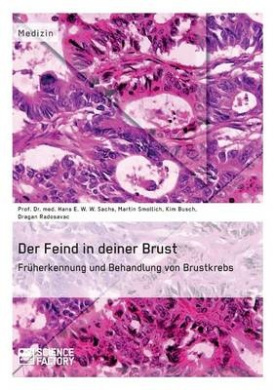 Medizin
Prof. Dr. med. Hans E. W. W. Sachs, Martin Smollich, Kim Busch,
Dragan Radosavac
Der Feind in deiner Brust
Früherkennung und Behandlung von Brustkrebs
SCIENCE
FACTORY